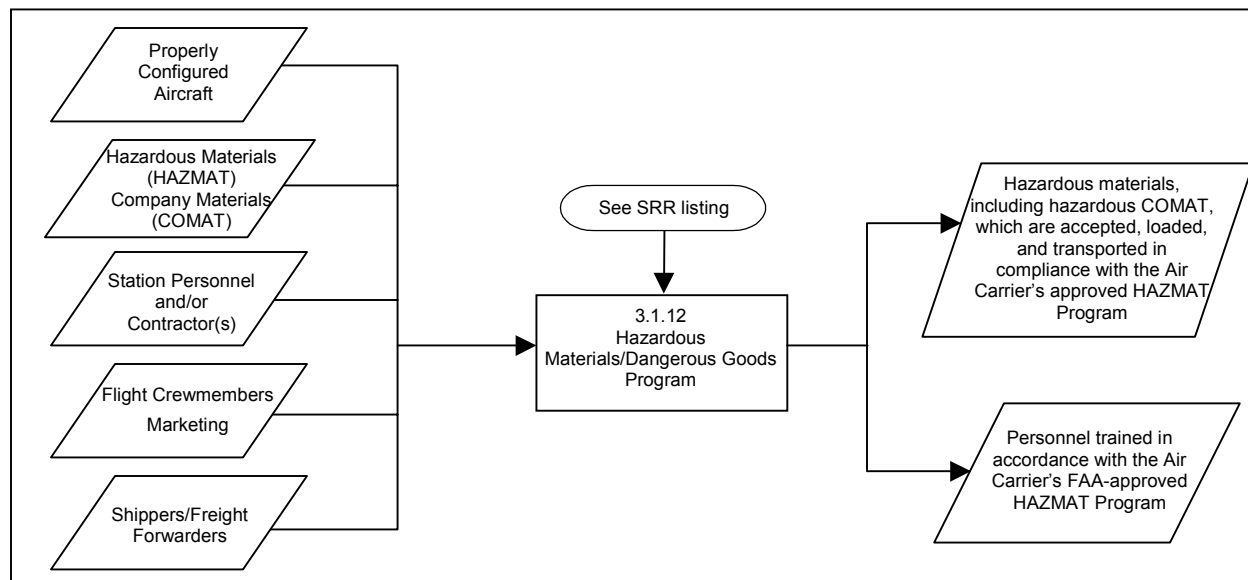 Properly
Configured
Aircraft
Hazardous Materials
(HAZMAT)
Company Materials
(COMAT)
Station Personnel
and/or
Contractor(s)
Flight Crewmembers
Marketing
Shippers/Freight
Forwarders
See SRR listing
3.1.12
Hazardous
Materials/Dangerous Goods
Program
Hazardous materials,
including hazardous COMAT,
which are accepted, loaded,
and transported in
compliance with the Air
Carrier’s approved HAZMAT
Program
Personnel trained in
accordance with the Air
Carrier’s FAA-approved
HAZMAT Program